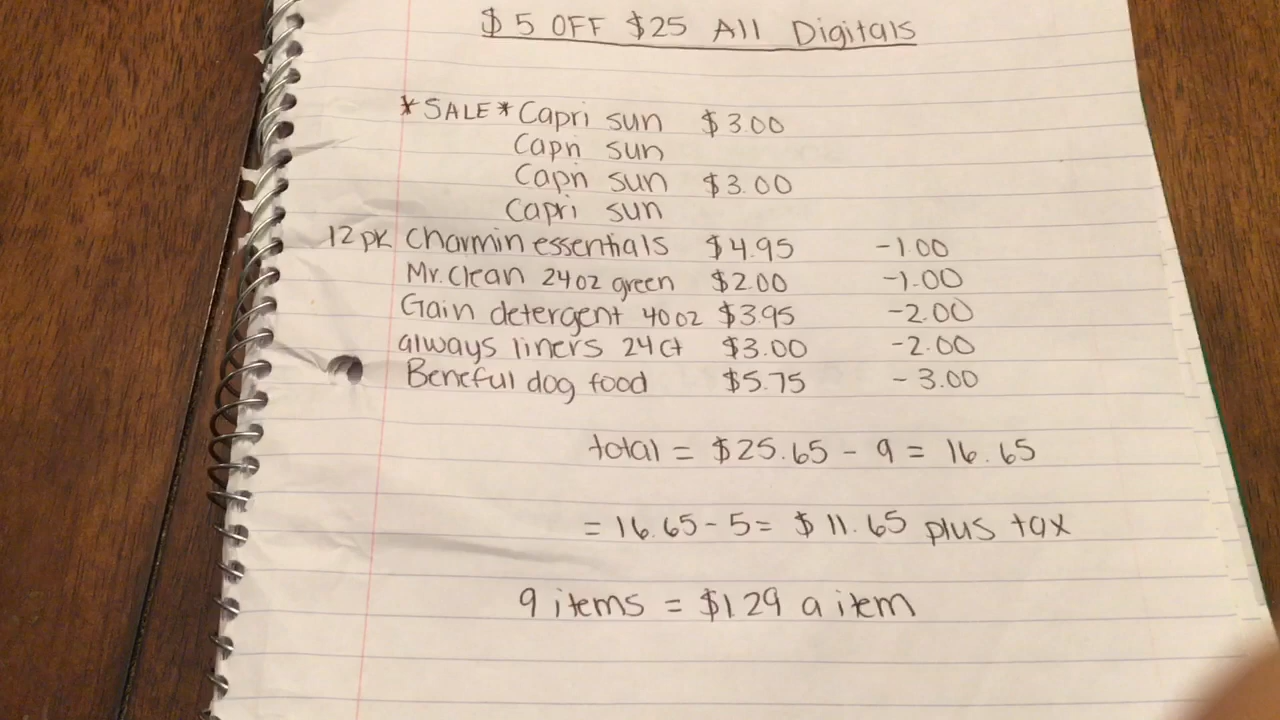 $5 OFF $25 All Digitals
*SALE* Capri sun $3.00
Capri sun
Capri sun $3.00
Capri sun
12pk Charmin essentials $4.95 -1.00
Mr. Clean 24oz green $2.00 -1.00
Gain detergent 40oz $3.95 -2.00
always liners 24ct $3.00 -2.00
Beneful dog food $5.75 -3.00
total = $25.65 - 9 = 16.65
= 16.65 - 5 = $11.65 plus tax
9 items = $1.29 a item